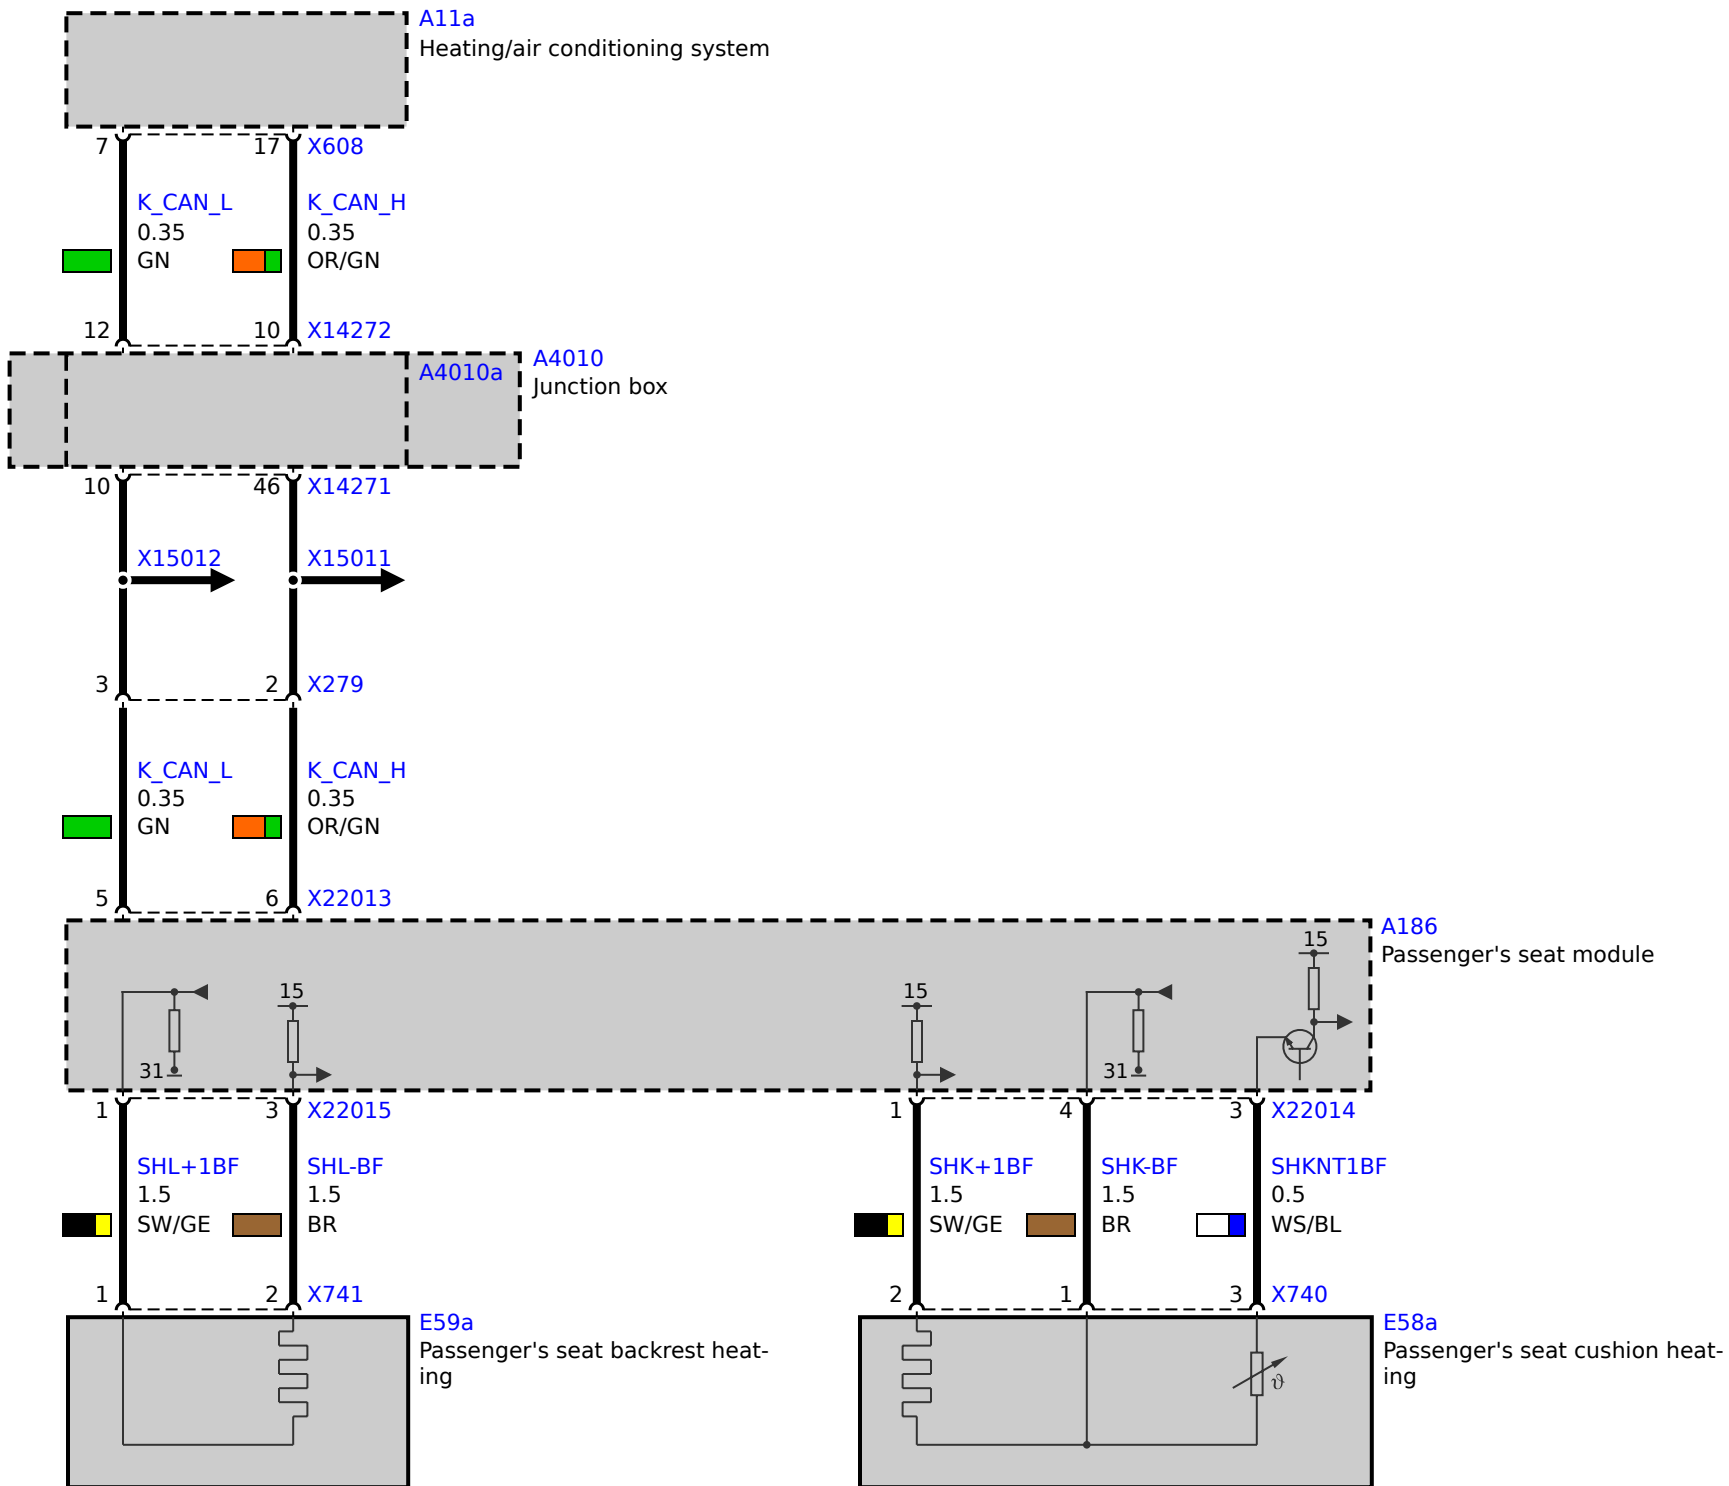 A11a
Heating/air conditioning system
7 17 X608
K_CAN_L K_CAN_H
0.35 0.35
GN OR/GN
12 10 X14272
A4010
A4010a
Junction box
10 46 X14271
X15012 X15011
3 2 X279
K_CAN_L K_CAN_H
0.35 0.35
GN OR/GN
5 6 X22013
A186
15
Passenger's seat module
15 15
31 31
1 3 X22015 1 4 3 X22014
SHL+1BF SHL-BF SHK+1BF SHK-BF SHKNT1BF
1.5 1.5 1.5 1.5 0.5
SW/GE BR SW/GE BR WS/BL
1 2 X741 2 1 3 X740
E59a
Passenger's seat backrest heat-
ing
E58a
Passenger's seat cushion heat-
ing
ϑ